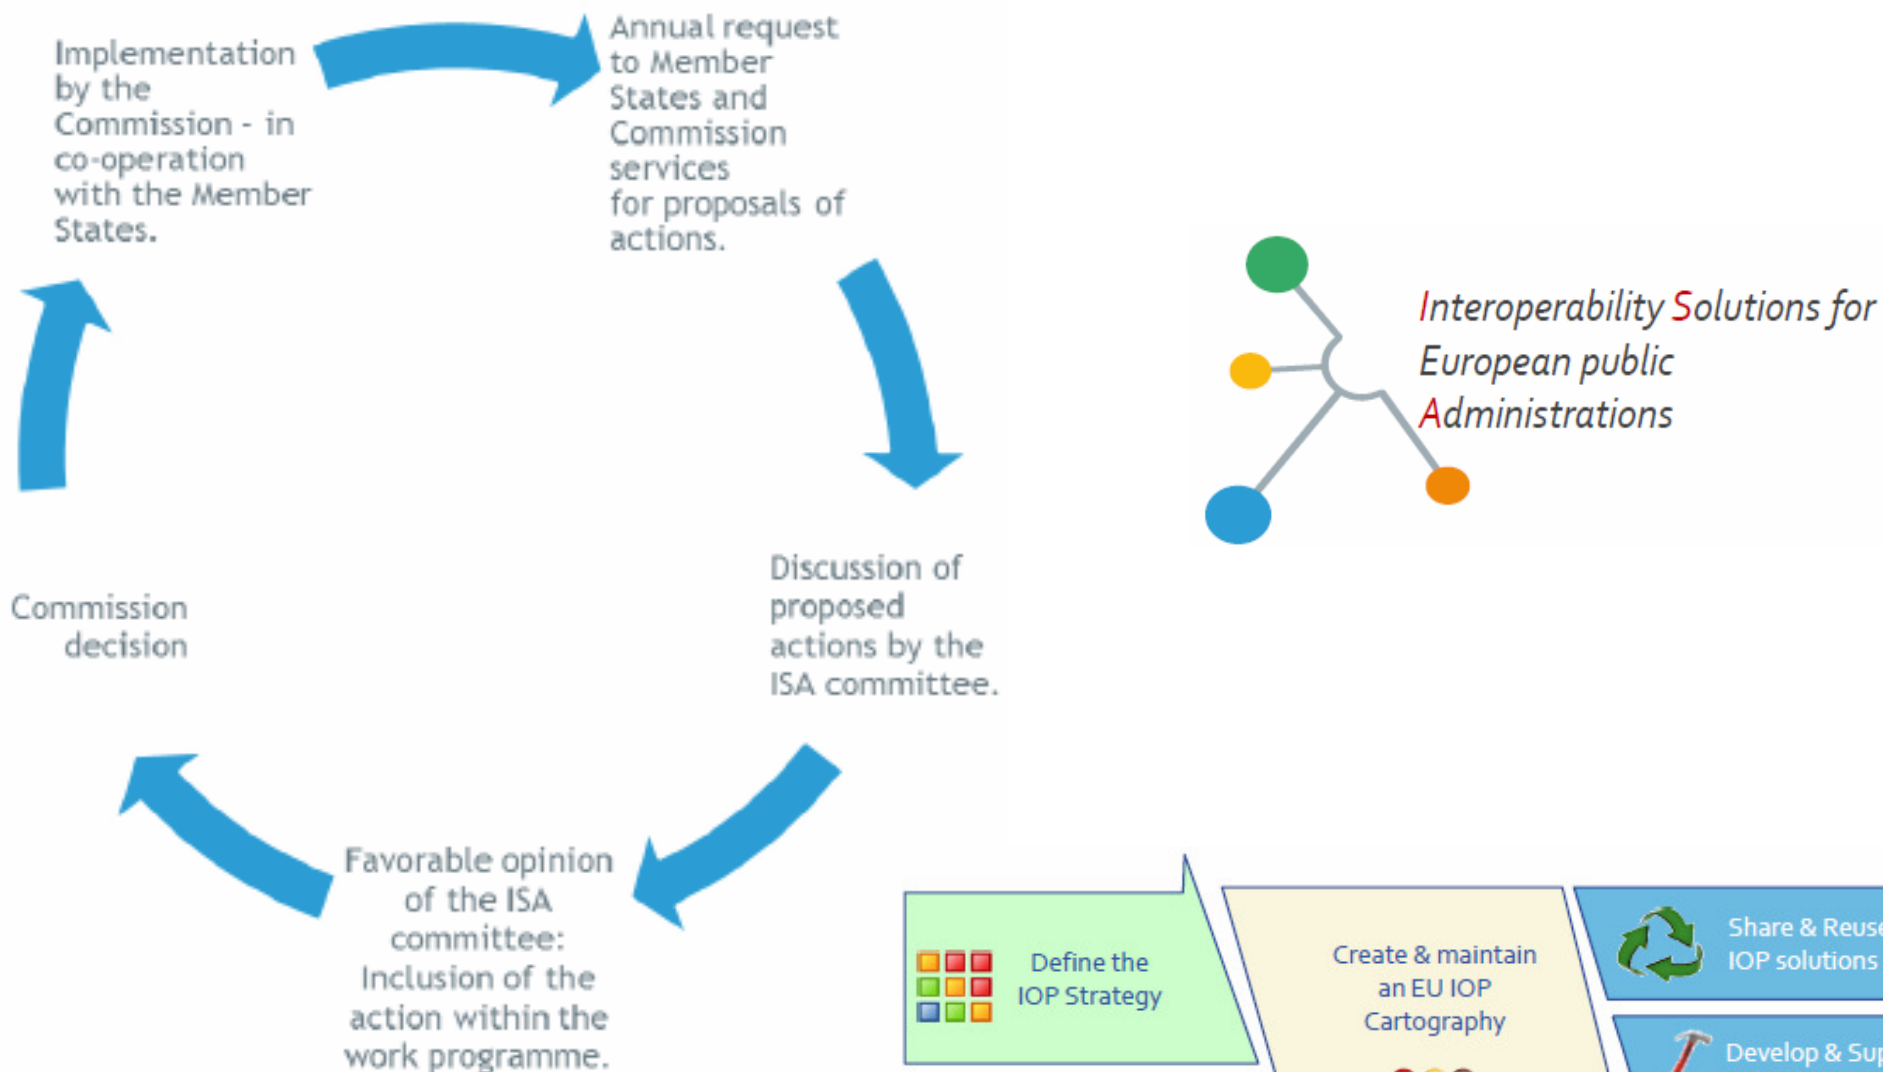 Implementation
by the
Commission - in
co-operation
with the Member
States.
Annual request
to Member
States and
Commission
services
for proposals of
actions.
Discussion of
proposed
actions by the
ISA committee.
Favorable opinion
of the ISA
committee:
Inclusion of the
action within the
work programme.
Commission
decision
Interoperability Solutions for
European public
Administrations
Define the
IOP Strategy
Create & maintain
an EU IOP
Cartography
Share & Reuse
IOP solutions
Develop &